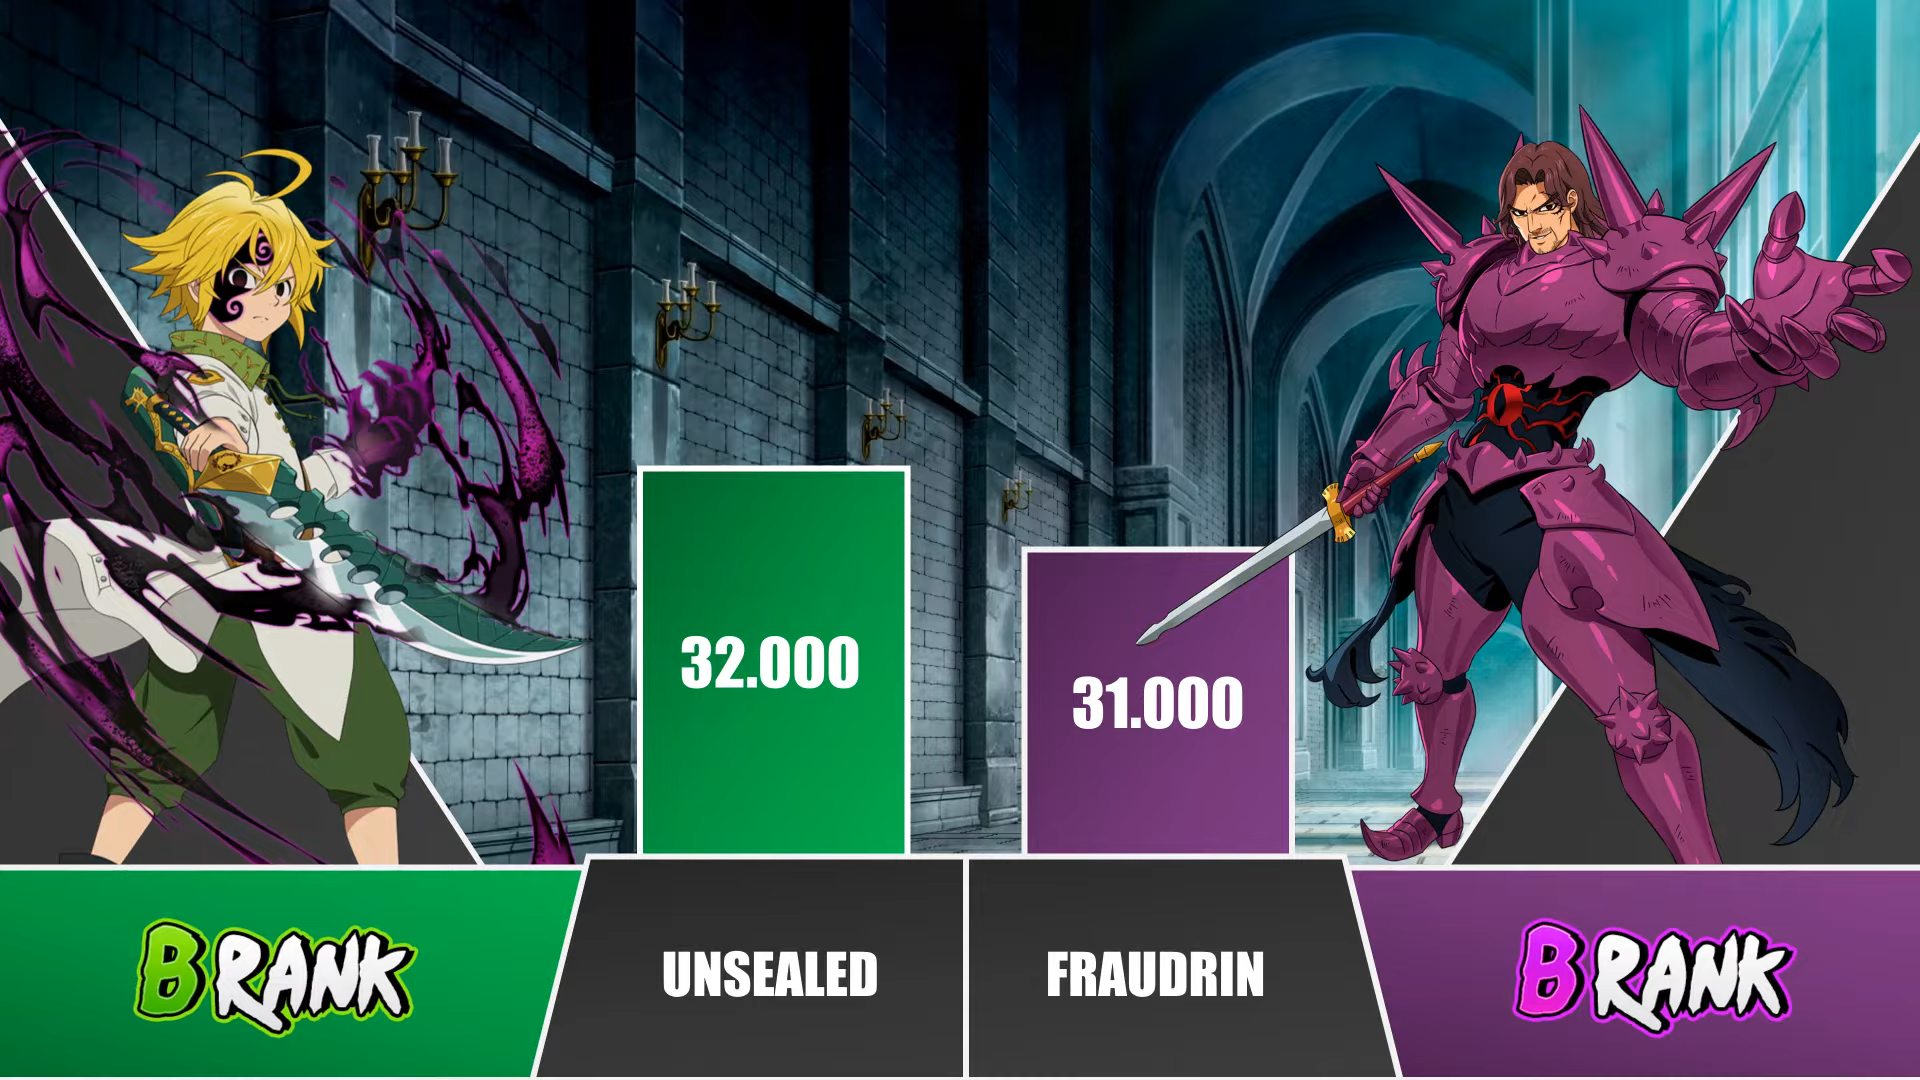 32.000
31.000
B RANK
UNSEALED
FRAUDRIN
B RANK